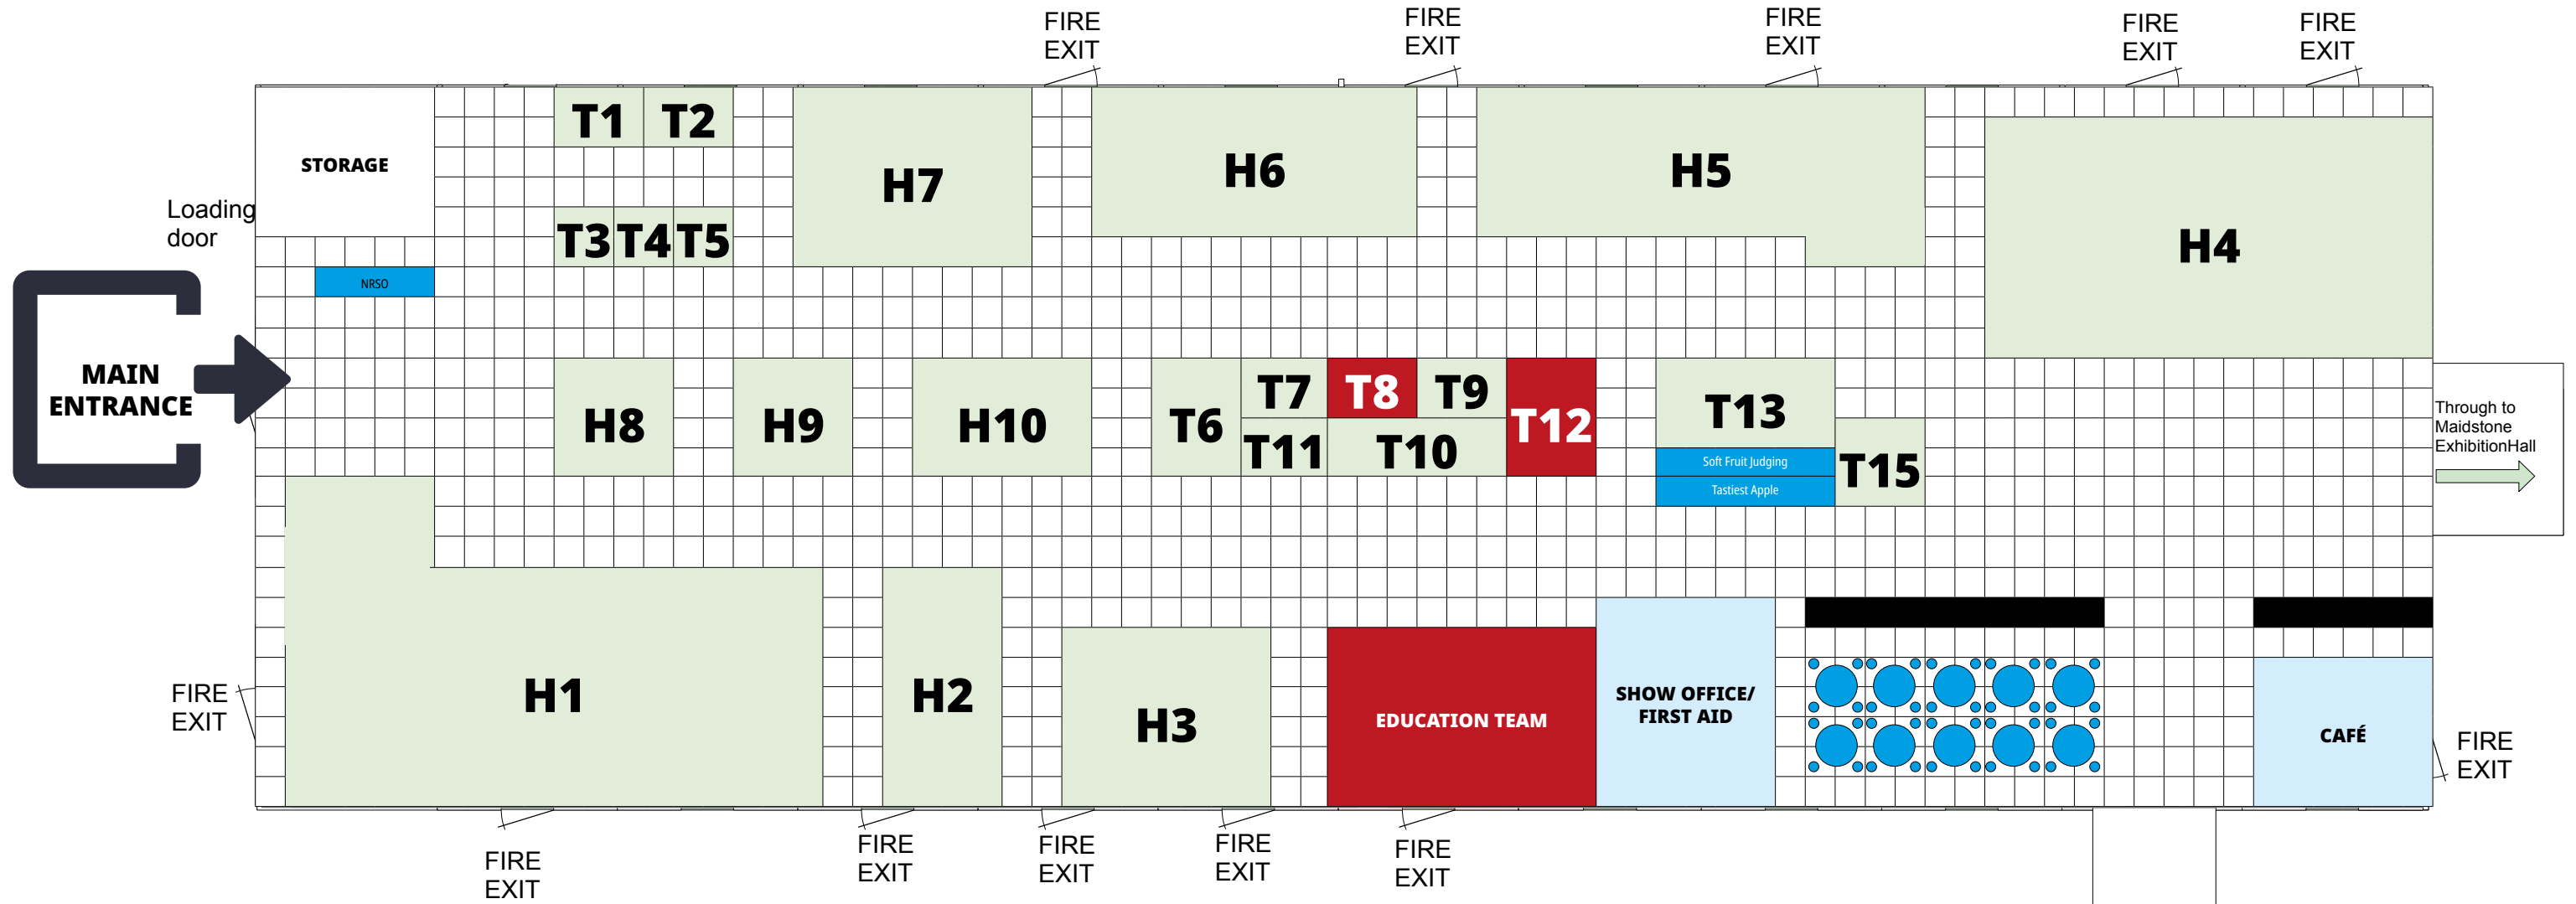 FIRE
EXIT
FIRE
EXIT
FIRE
EXIT
FIRE
EXIT
FIRE
EXIT
STORAGE
T1
T2
H7
H6
H5
H4
Loading
door
T3
T4
T5
NRSO
MAIN
ENTRANCE
H8
H9
H10
T6
T7
T8
T9
T11
T10
T12
T13
Soft Fruit Judging
Tastiest Apple
T15
Through to
Maidstone
ExhibitionHall
H1
H2
H3
EDUCATION TEAM
SHOW OFFICE/
FIRST AID
CAFÉ
FIRE
EXIT
FIRE
EXIT
FIRE
EXIT
FIRE
EXIT
FIRE
EXIT
FIRE
EXIT
FIRE
EXIT